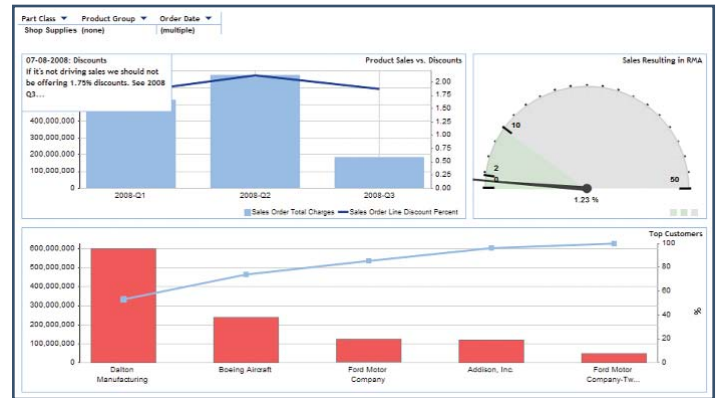 Part Class Product Group Order Date
Shop Supplies (none) (multiple)
07-08-2008: Discounts
If it's not driving sales we should not
be offering 1.75% discounts. See 2008
Q3...
Product Sales vs. Discounts
400,000,000
300,000,000
200,000,000
100,000,000
0
2.00
1.75
1.50
1.25
1.00
0.75
0.50
0.25
0.00
2008-Q1 2008-Q2 2008-Q3
Sales Order Total Charges Sales Order Line Discount Percent
Sales Resulting in RMA
10
2
0
50
1.23 %
Top Customers
600,000,000
500,000,000
400,000,000
300,000,000
200,000,000
100,000,000
0
100
80
60
40
20
0
%
Dalton Manufacturing
Boeing Aircraft
Ford Motor Company
Addison, Inc.
Ford Motor Company-Tw...